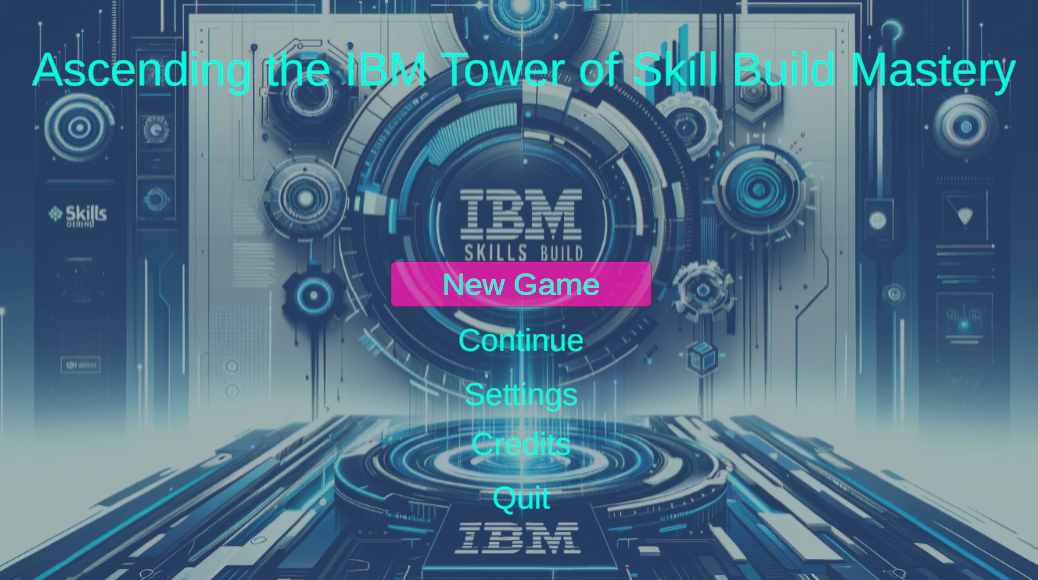 Ascending the IBM Tower of Skill Build Mastery
Skills
IBM
SKILLS BUILD
New Game
Continue
Settings
Credits
Quit
IBM